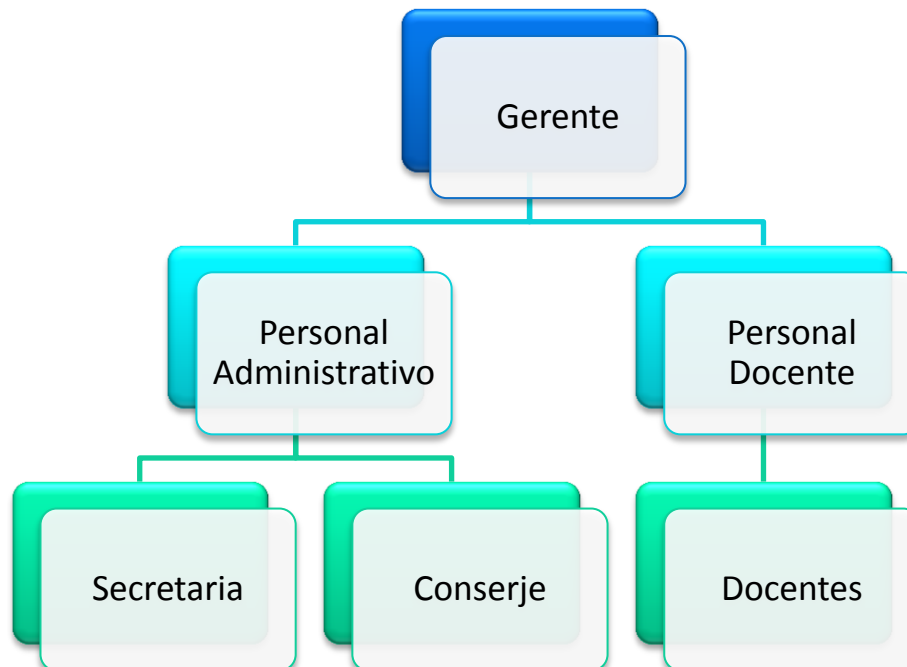 Gerente
Personal
Administrativo
Personal
Docente
Secretaria
Conserje
Docentes